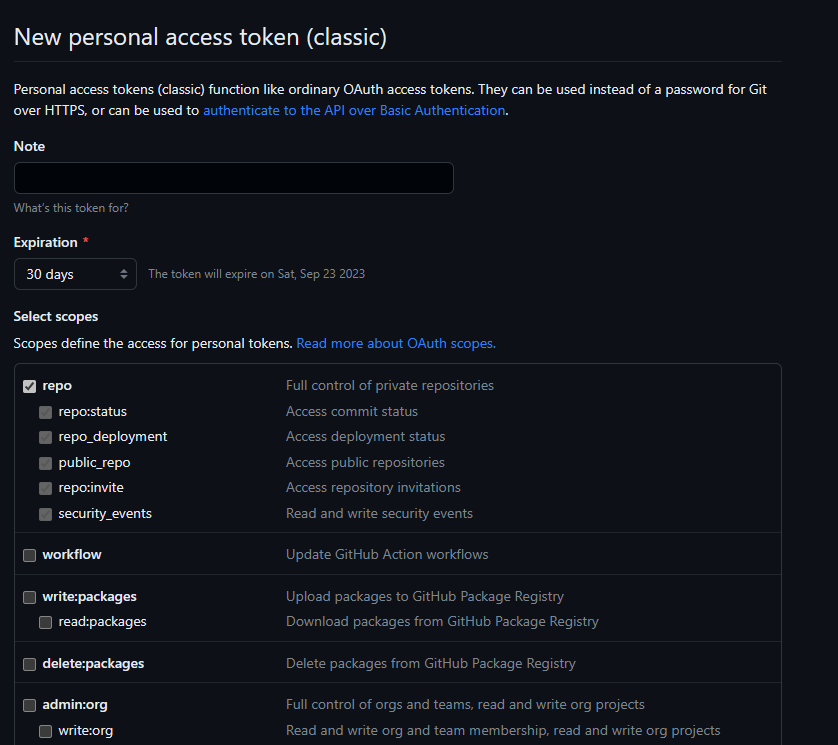 New personal access token (classic)
Personal access tokens (classic) function like ordinary OAuth access tokens. They can be used instead of a password for Git
over HTTPS, or can be used to authenticate to the API over Basic Authentication.
Note
What's this token for?
Expiration *
30 days The token will expire on Sat, Sep 23 2023
Select scopes
Scopes define the access for personal tokens. Read more about OAuth scopes.
repo Full control of private repositories
repo:status Access commit status
repo_deployment Access deployment status
public_repo Access public repositories
repo:invite Access repository invitations
security_events Read and write security events
workflow Update GitHub Action workflows
write:packages Upload packages to GitHub Package Registry
read:packages Download packages from GitHub Package Registry
delete:packages Delete packages from GitHub Package Registry
admin:org Full control of orgs and teams, read and write org projects
write:org Read and write org and team membership, read and write org projects